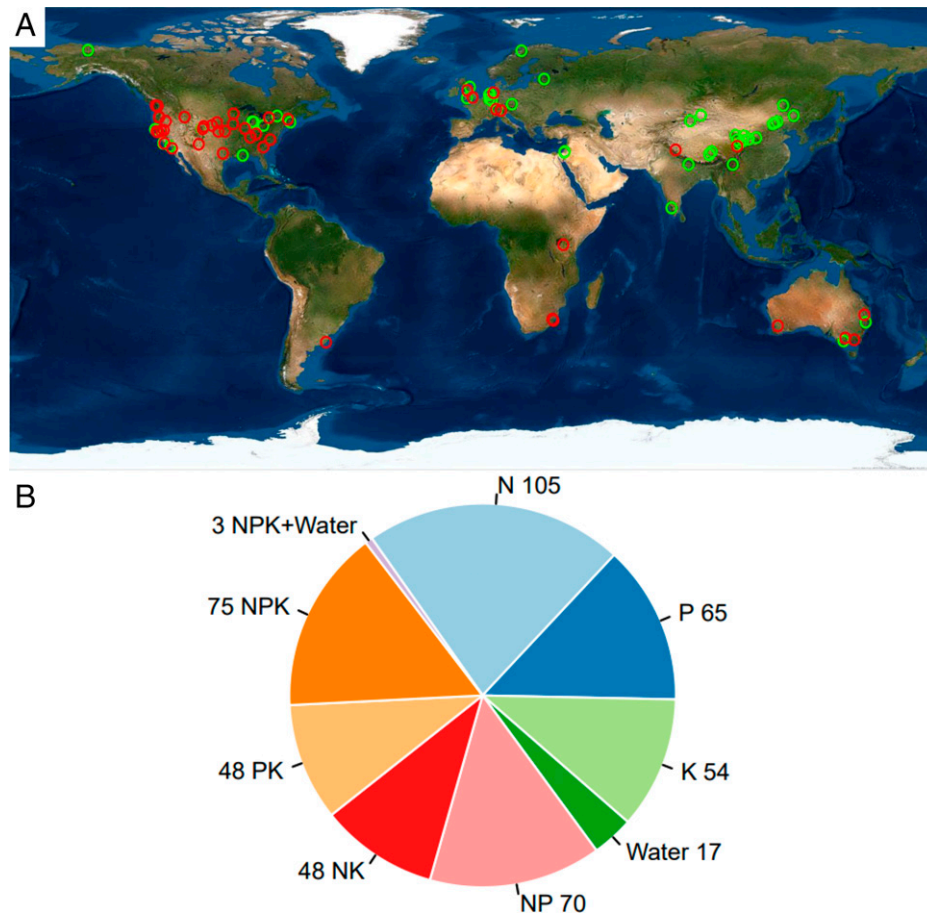 A
B
N 105
3 NPK+Water
75 NPK
P 65
48 PK
K 54
Water 17
48 NK
NP 70